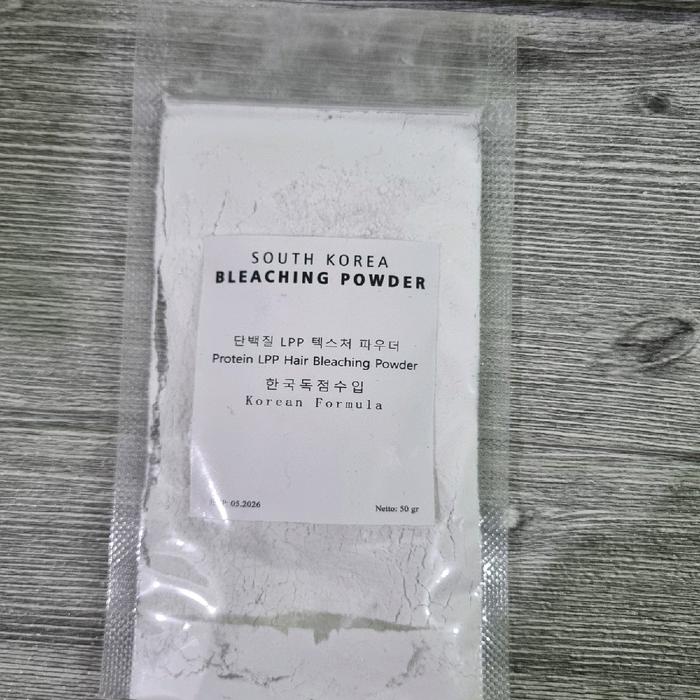 SOUTH KOREA
BLEACHING POWDER
단백질 LPP 텍스처 파우더
Protein LPP Hair Bleaching Powder
한국독점수입
Korean Formula
05.2026
Netto: 50 gr